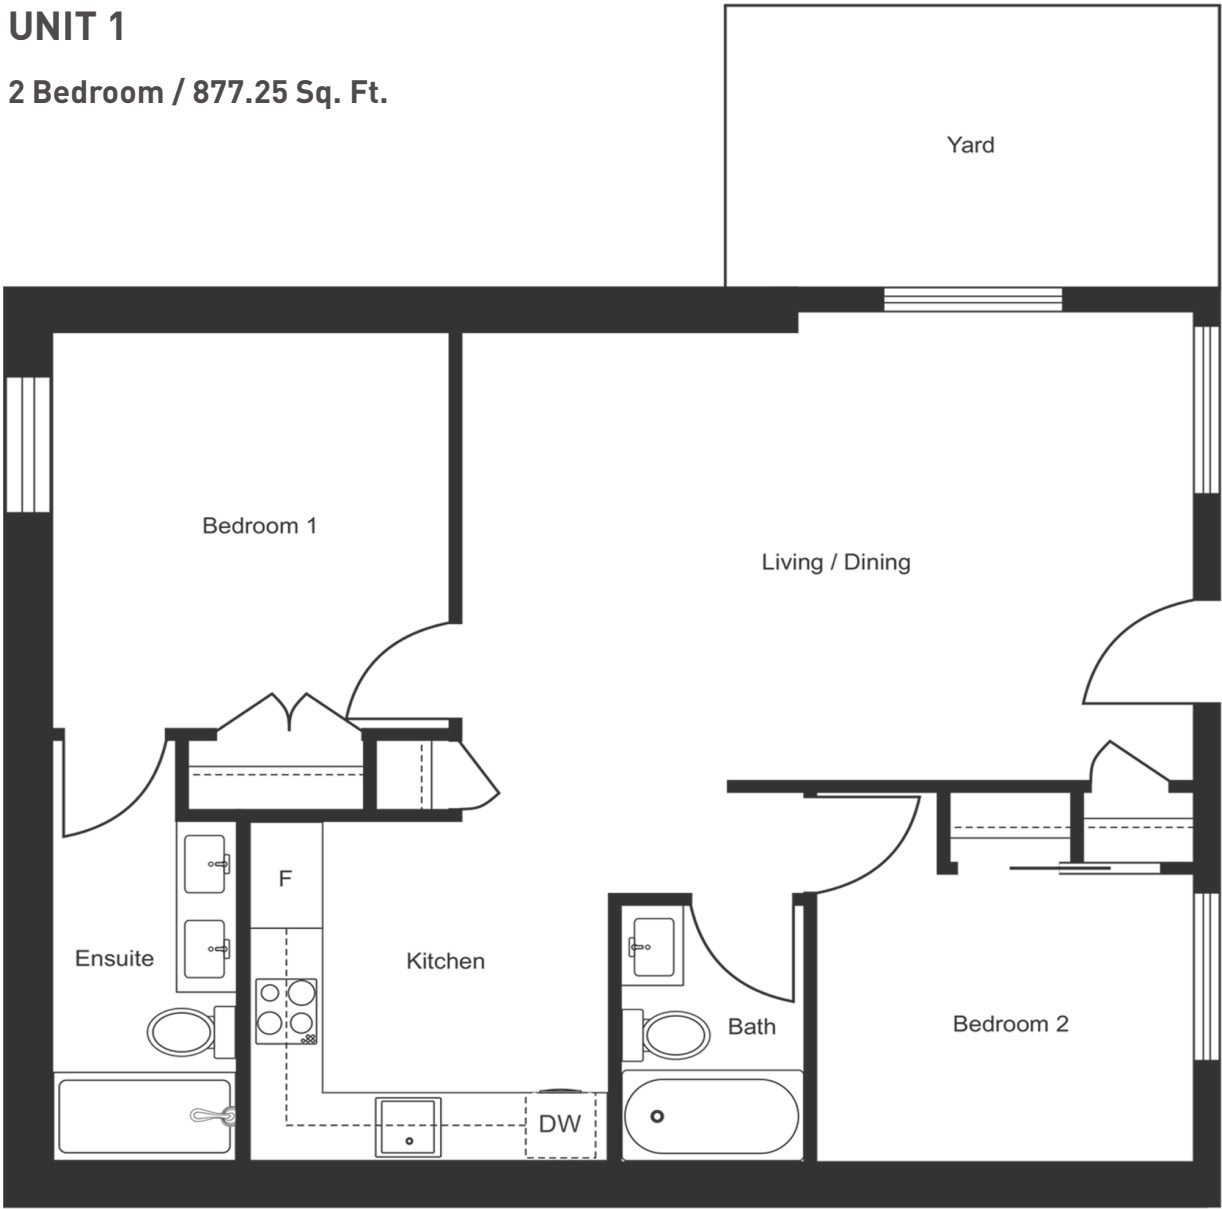 UNIT 1
2 Bedroom / 877.25 Sq. Ft.
Yard
Bedroom 1
Living / Dining
F
Ensuite
Kitchen
Bath
Bedroom 2
DW